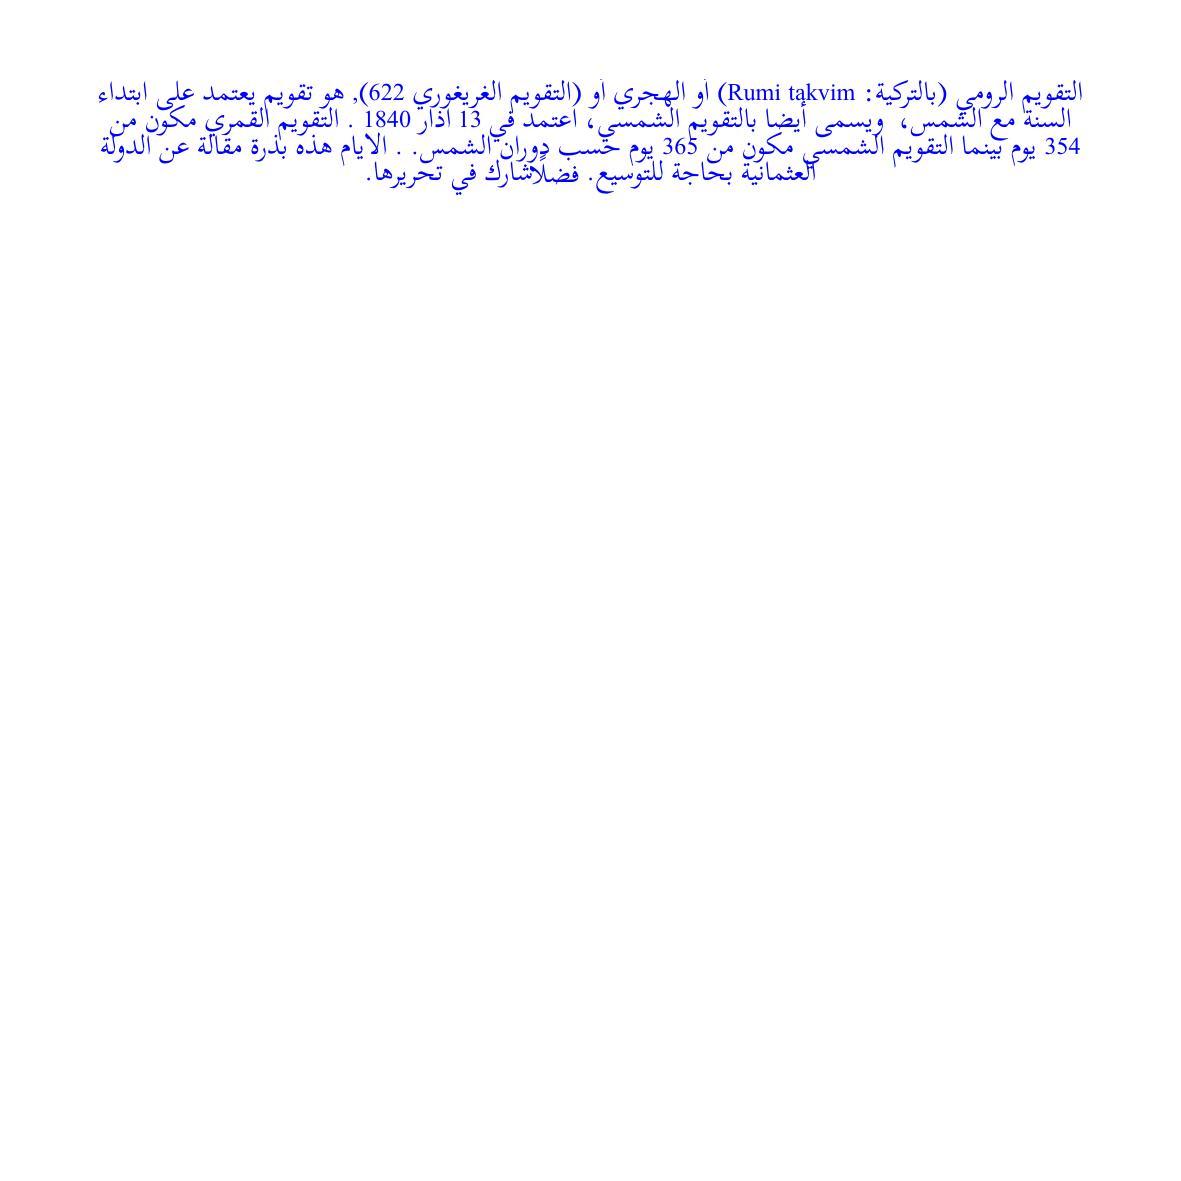 التقويم الرومي (بالتركية: Rumi takvim) أو الهجري أو (التقويم الغريغوري 622), هو تقويم يعتمد على ابتداء
السنة مع الشمس، ويسمى أيضا بالتقويم الشمسي، اعتمد في 13 اذار 1840 . التقويم القمري مكون من
354 يوم بينما التقويم الشمسي مكون من 365 يوم حسب دوران الشمس. . الايام هذه بذرة مقالة عن الدولة
العثمانية بحاجة للتوسيع. فضلًاشارك في تحريرها.